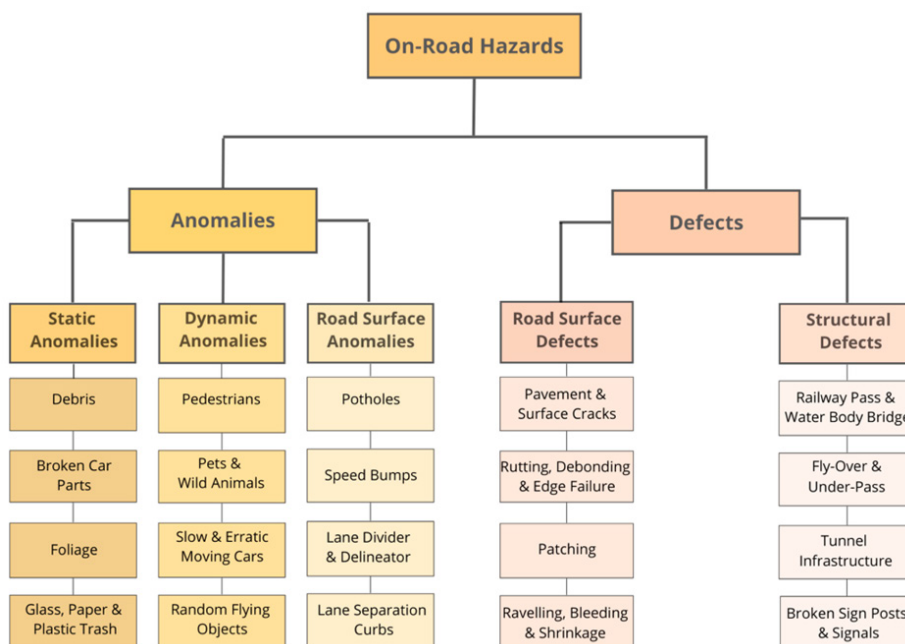 On-Road Hazards
Anomalies
Defects
Static
Anomalies
Dynamic
Anomalies
Road Surface
Anomalies
Road Surface
Defects
Structural
Defects
Debris
Pedestrians
Potholes
Pavement &
Surface Cracks
Railway Pass &
Water Body Bridge
Broken Car
Parts
Pets &
Wild Animals
Speed Bumps
Rutting, Debonding
& Edge Failure
Fly-Over &
Under-Pass
Foliage
Slow & Erratic
Moving Cars
Lane Divider
& Delineator
Patching
Tunnel
Infrastructure
Glass, Paper &
Plastic Trash
Random Flying
Objects
Lane Separation
Curbs
Ravelling, Bleeding
& Shrinkage
Broken Sign Posts
& Signals